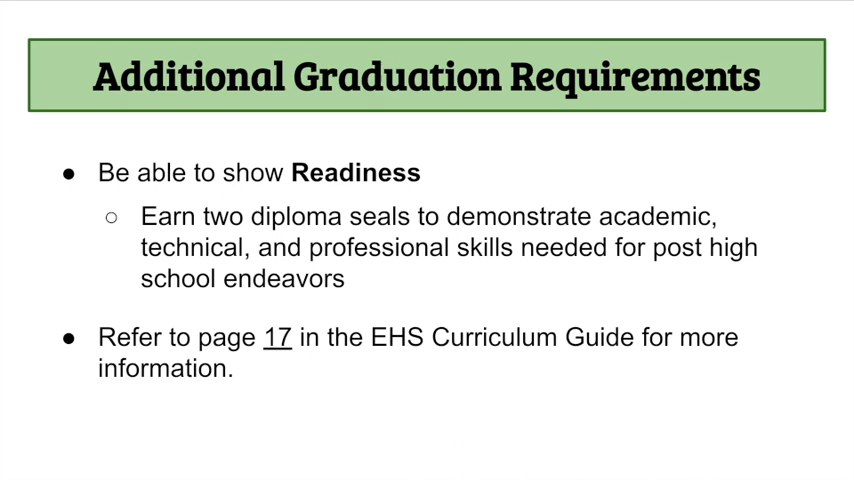 Additional Graduation Requirements
● Be able to show Readiness
○ Earn two diploma seals to demonstrate academic,
technical, and professional skills needed for post high
school endeavors
● Refer to page 17 in the EHS Curriculum Guide for more
information.